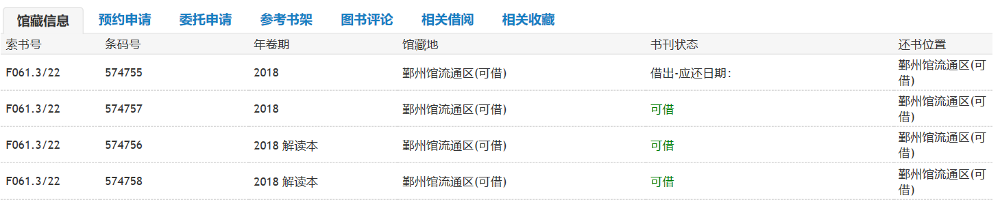 馆藏信息 预约申请 委托申请 参考书架 图书评论 相关借阅 相关收藏
索书号 条码号 年卷期 馆藏地 书刊状态 还书位置
F061.3/22 574755 2018 鄞州馆流通区(可借) 借出-应还日期: 鄞州馆流通区(可
借)
F061.3/22 574757 2018 鄞州馆流通区(可借) 可借 鄞州馆流通区(可
借)
F061.3/22 574756 2018 解读本 鄞州馆流通区(可借) 可借 鄞州馆流通区(可
借)
F061.3/22 574758 2018 解读本 鄞州馆流通区(可借) 可借 鄞州馆流通区(可
借)